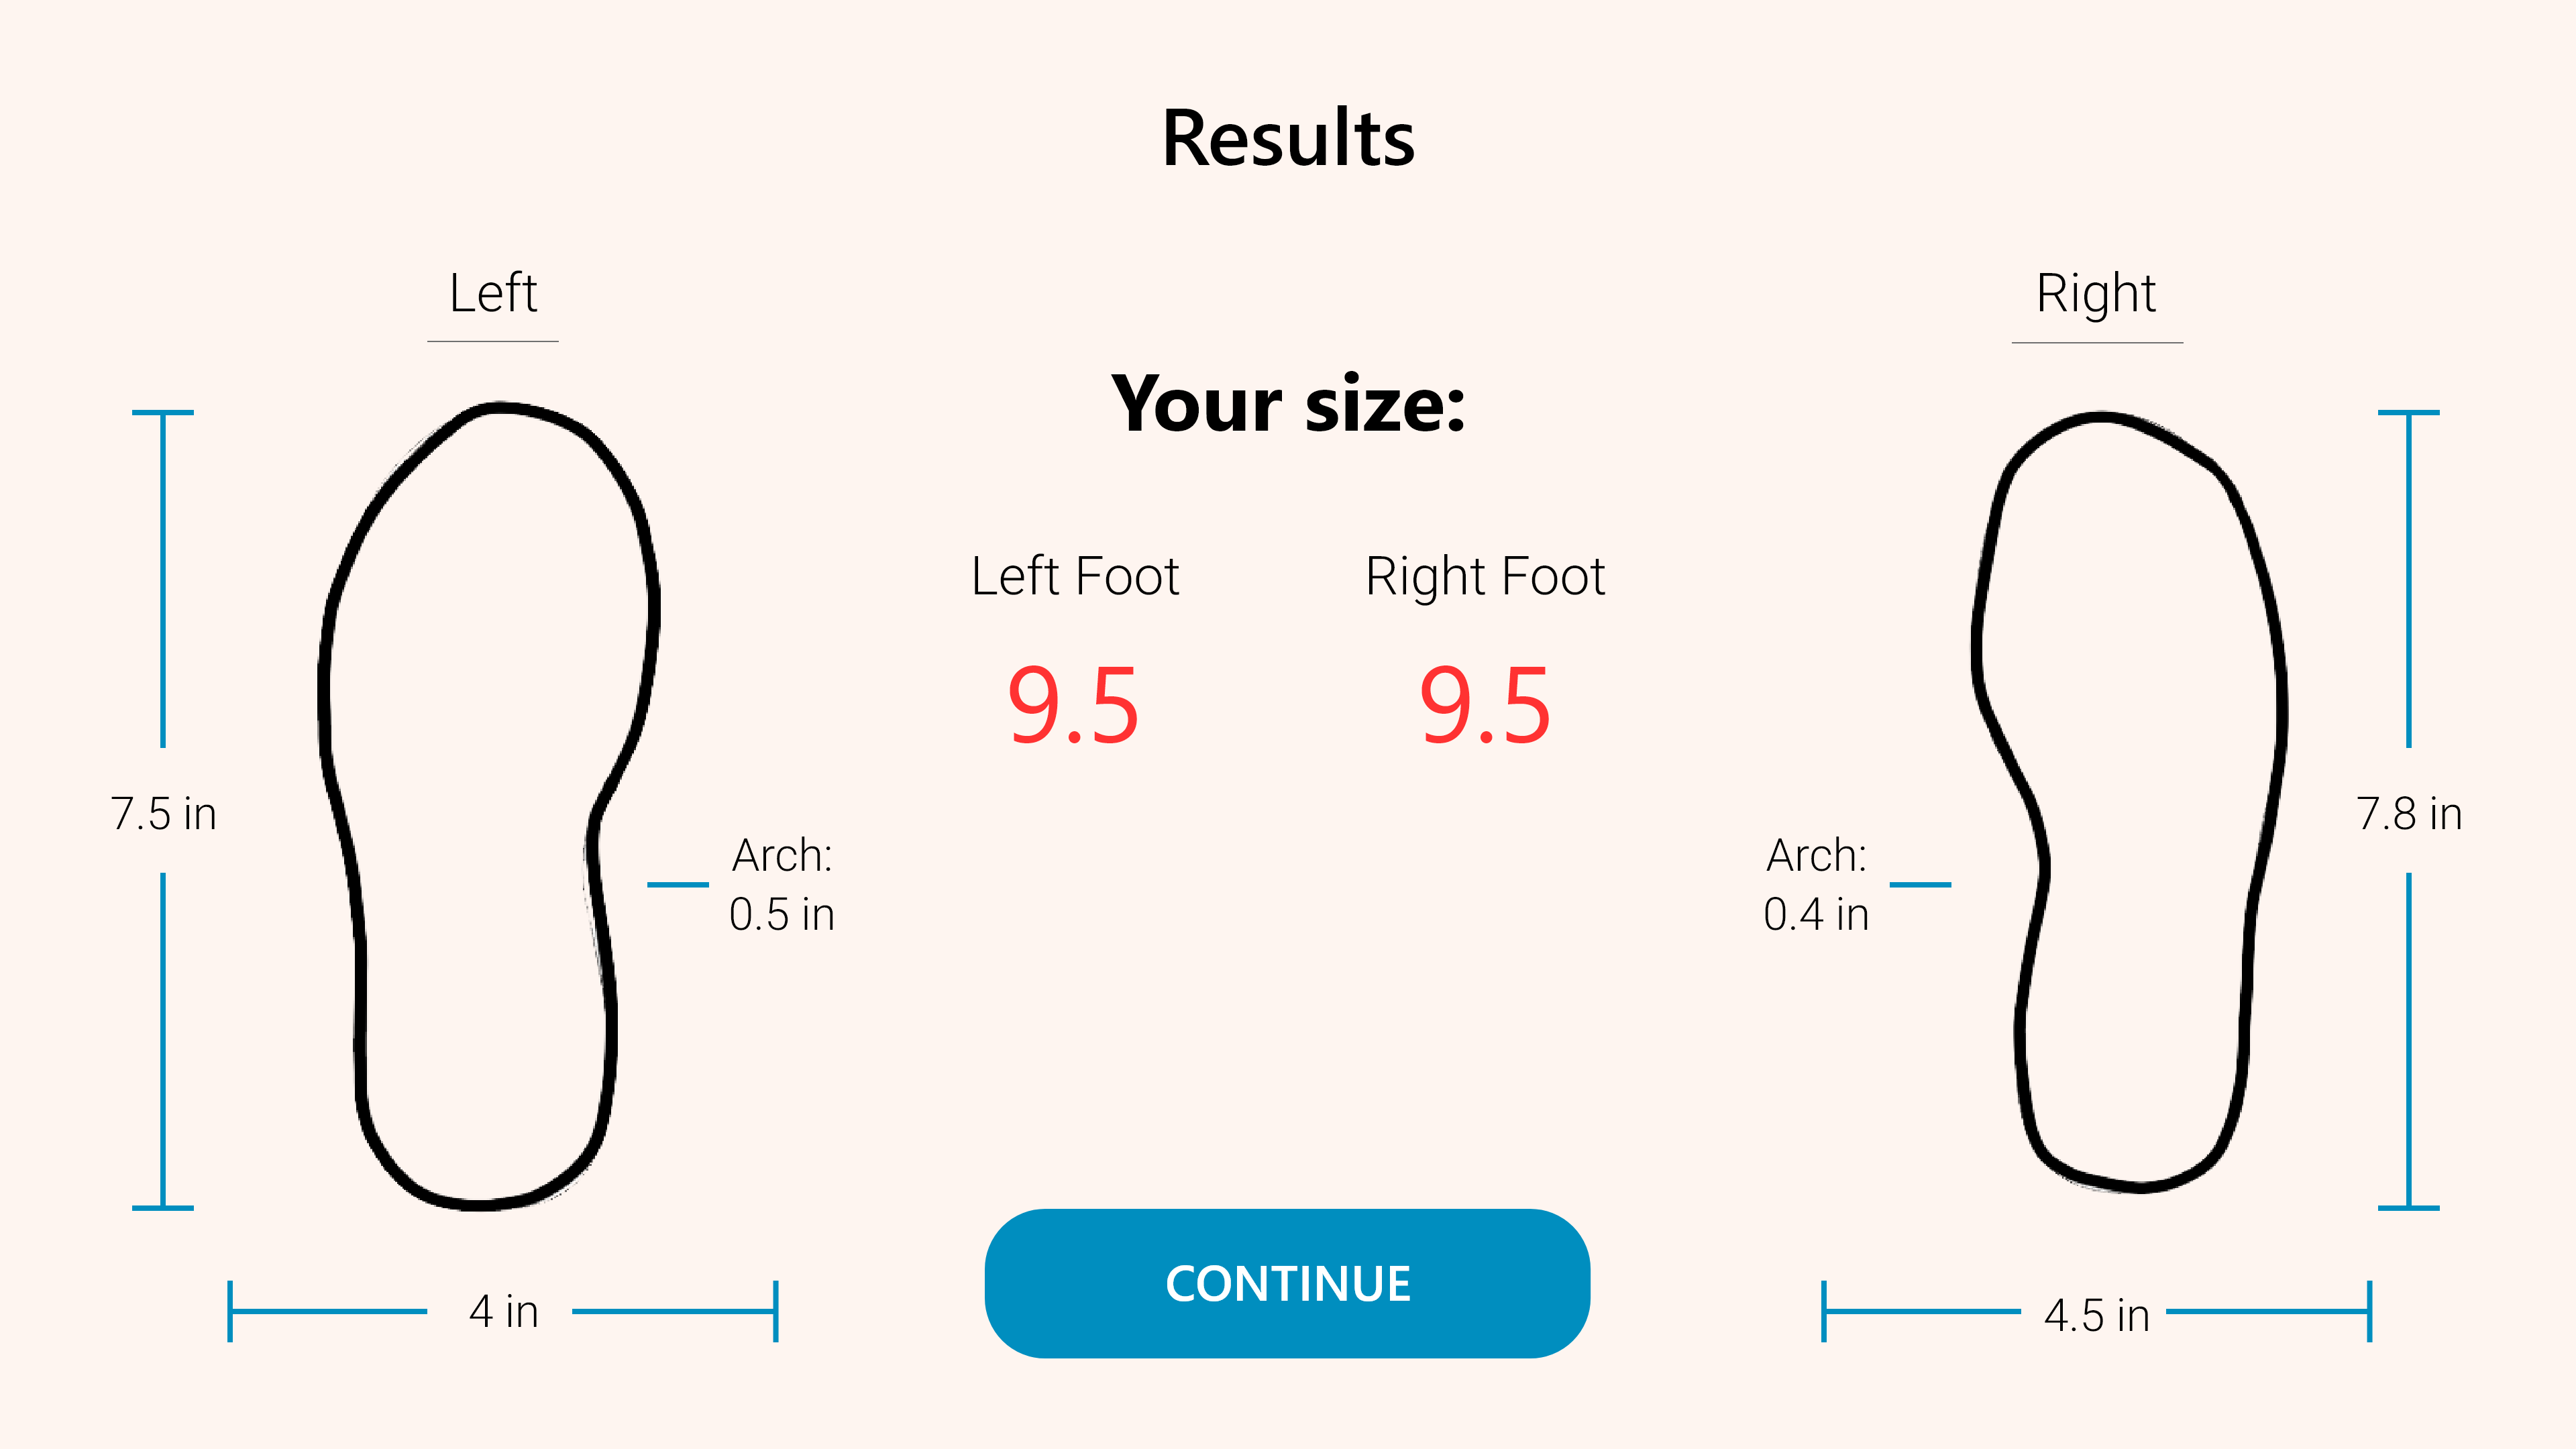 Results
Left
Right
Your size:
Left Foot
Right Foot
9.5
9.5
7.5 in
7.8 in
Arch:
0.5 in
Arch:
0.4 in
4 in
CONTINUE
4.5 in